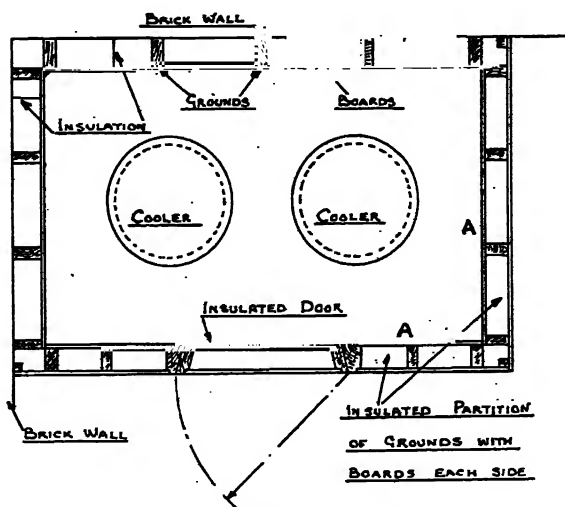 BRICK WALL
GROUNDS
BOARDS
INSULATION
COOLER
COOLER
A
INSULATED DOOR
A
BRICK WALL
INSULATED PARTITION
OF GROUNDS WITH
BOARDS EACH SIDE